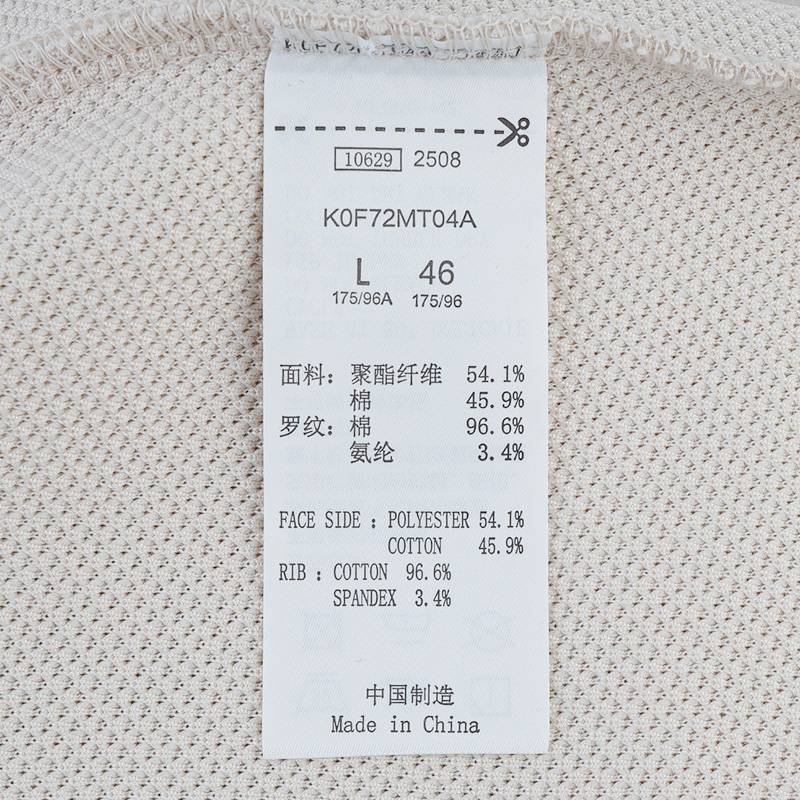 10629 2508
K0F72MT04A
L 46
175/96A 175/96
面料：聚酯纤维 54.1%
棉 45.9%
罗纹：棉 96.6%
氨纶 3.4%
FACE SIDE : POLYESTER 54.1%
COTTON 45.9%
RIB : COTTON 96.6%
SPANDEX 3.4%
中国制造
Made in China